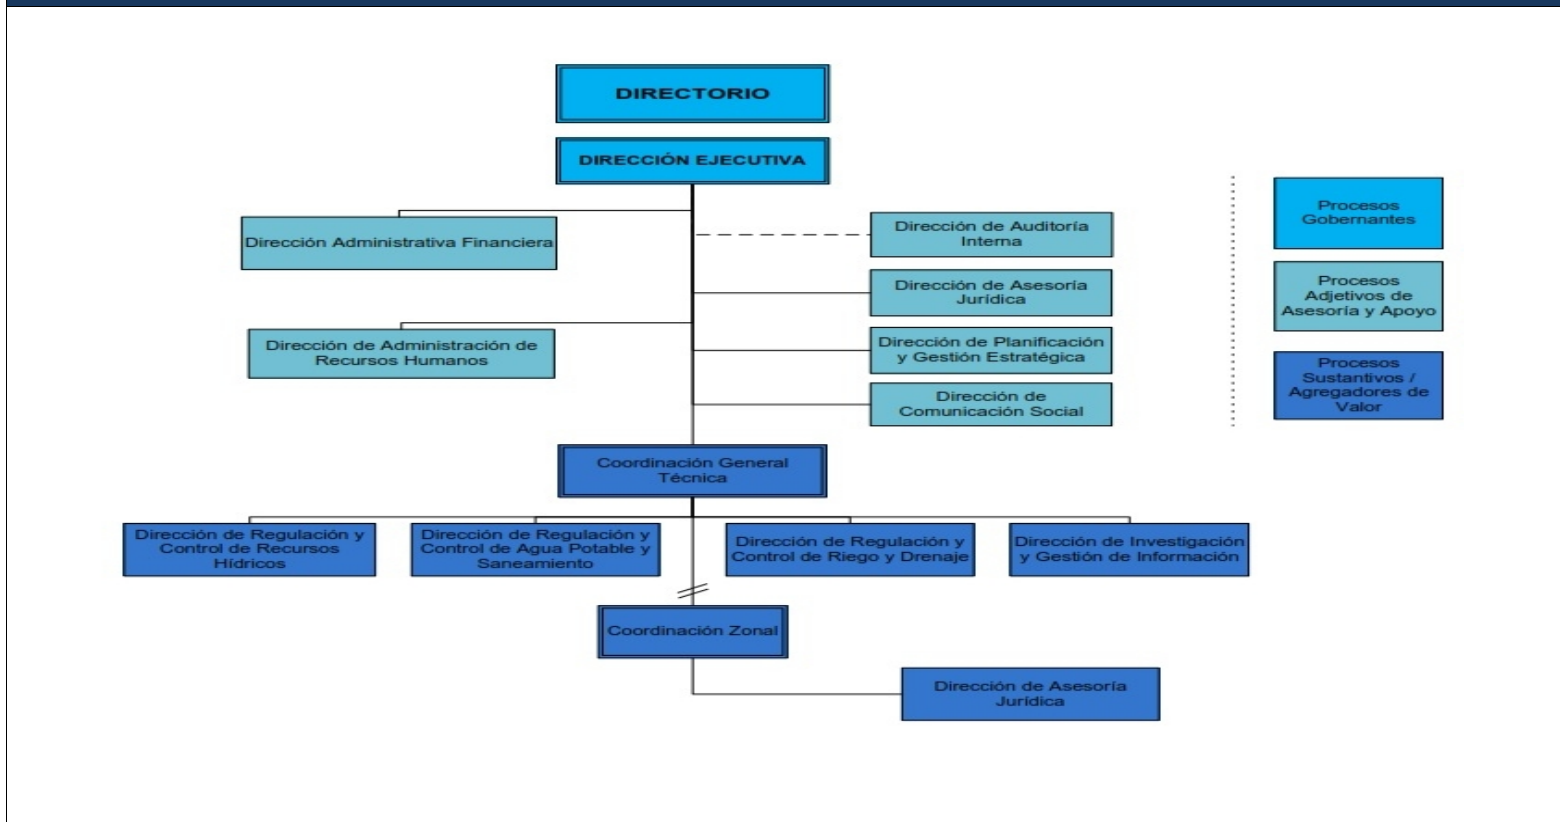 DIRECTORIO
DIRECCIÓN EJECUTIVA
Dirección Administrativa Financiera
Dirección de Administración de
Recursos Humanos
Dirección de Auditoría
Interna
Dirección de Asesoría
Jurídica
Dirección de Planificación
y Gestión Estratégica
Dirección de
Comunicación Social
Procesos
Gobernantes
Procesos
Adjetivos de
Asesoría y Apoyo
Procesos
Sustantivos /
Agregadores de
Valor
Coordinación General
Técnica
Dirección de Regulación y
Control de Recursos
Hídricos
Dirección de Regulación y
Control de Agua Potable y
Saneamiento
Dirección de Regulación y
Control de Riego y Drenaje
Dirección de Investigación
y Gestión de Información
Coordinación Zonal
Dirección de Asesoría
Jurídica